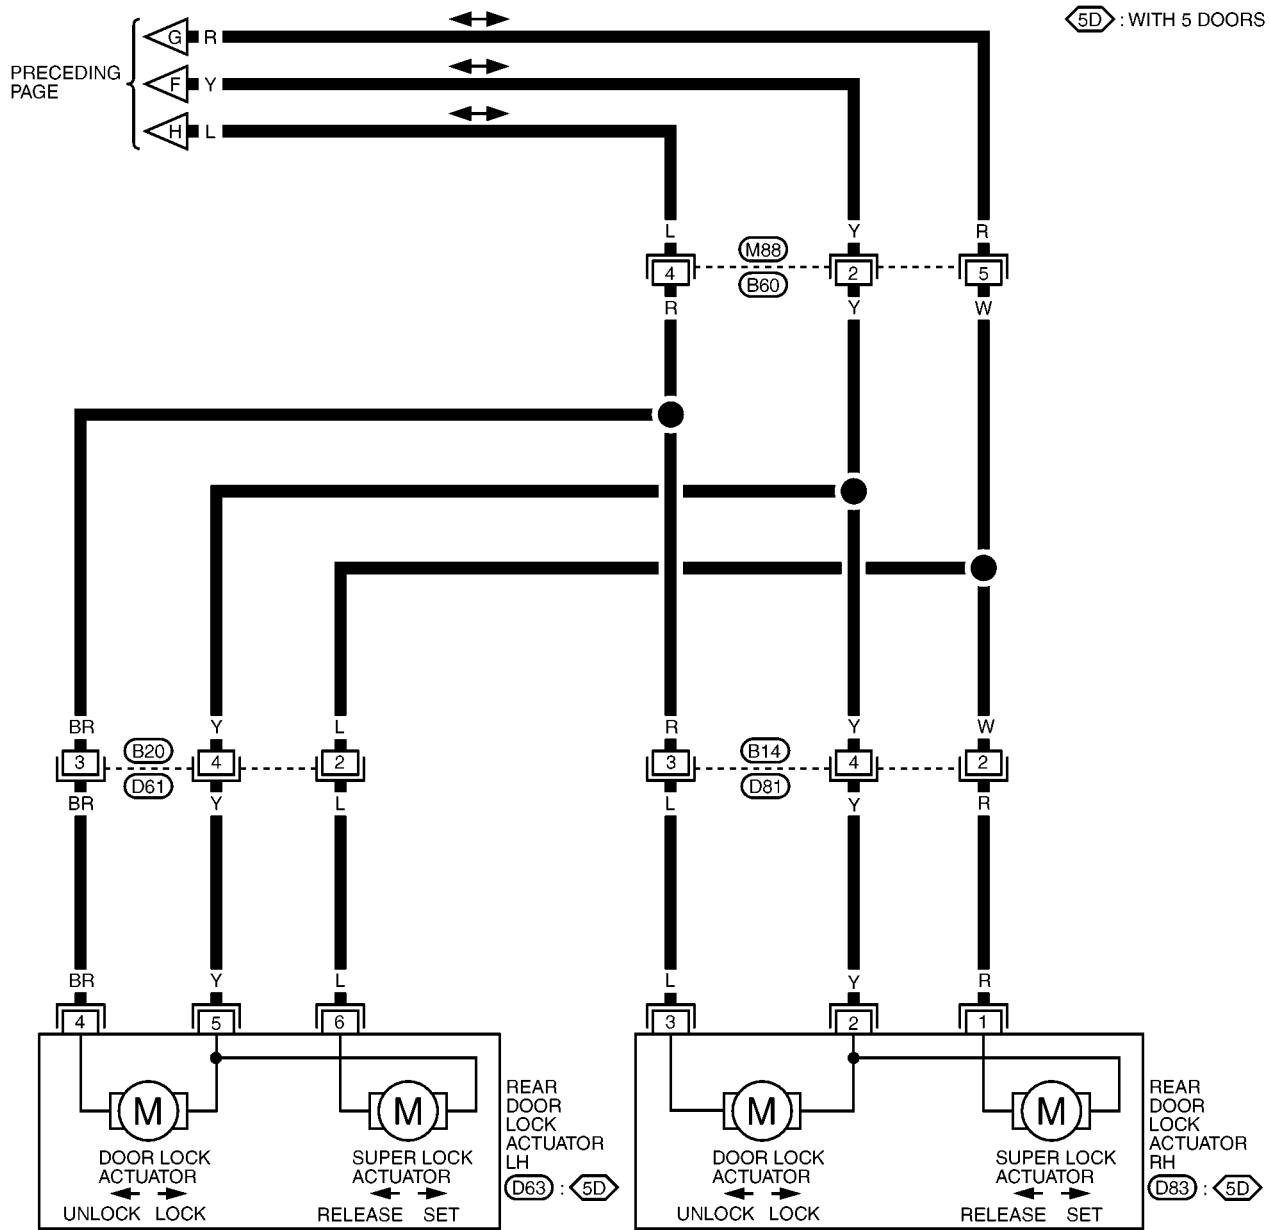 5D : WITH 5 DOORS
G R
PRECEDING PAGE
F Y
H L
L Y R
M88
4 2 5
B60
R Y W
BR Y L R Y W
B20 B14
3 4 2 3 4 2
D61 D81
BR Y L L Y R
BR Y L L Y R
4 5 6 3 2 1
M M M M
REAR
DOOR
LOCK
ACTUATOR
LH
D63 : 5D
REAR
DOOR
LOCK
ACTUATOR
RH
D83 : 5D
DOOR LOCK
ACTUATOR
UNLOCK LOCK
SUPER LOCK
ACTUATOR
RELEASE SET
DOOR LOCK
ACTUATOR
UNLOCK LOCK
SUPER LOCK
ACTUATOR
RELEASE SET